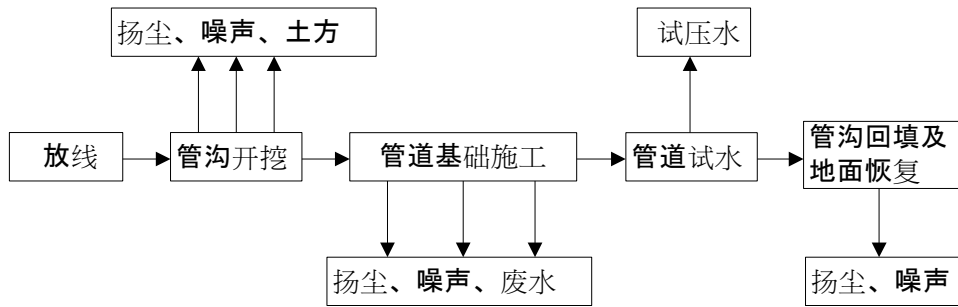 扬尘、噪声、土方
试压水
放线
管沟开挖
管道基础施工
管道试水
管沟回填及
地面恢复
扬尘、噪声、废水
扬尘、噪声